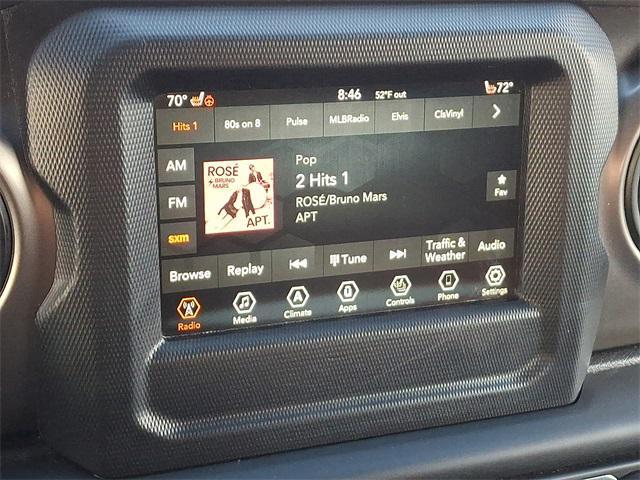 70° 8:46 52°F out 72°
Hits 1 80s on 8 Pulse MLBRadio Elvis ClsVinyl
AM
FM
sxm
ROSÉ
+ BRUNO
MARS
APT.
Pop
2 Hits 1
ROSÉ/Bruno Mars
APT
Fav
Browse Replay Tune Traffic & Weather Audio
Radio Media Climate Apps Controls Phone Settings